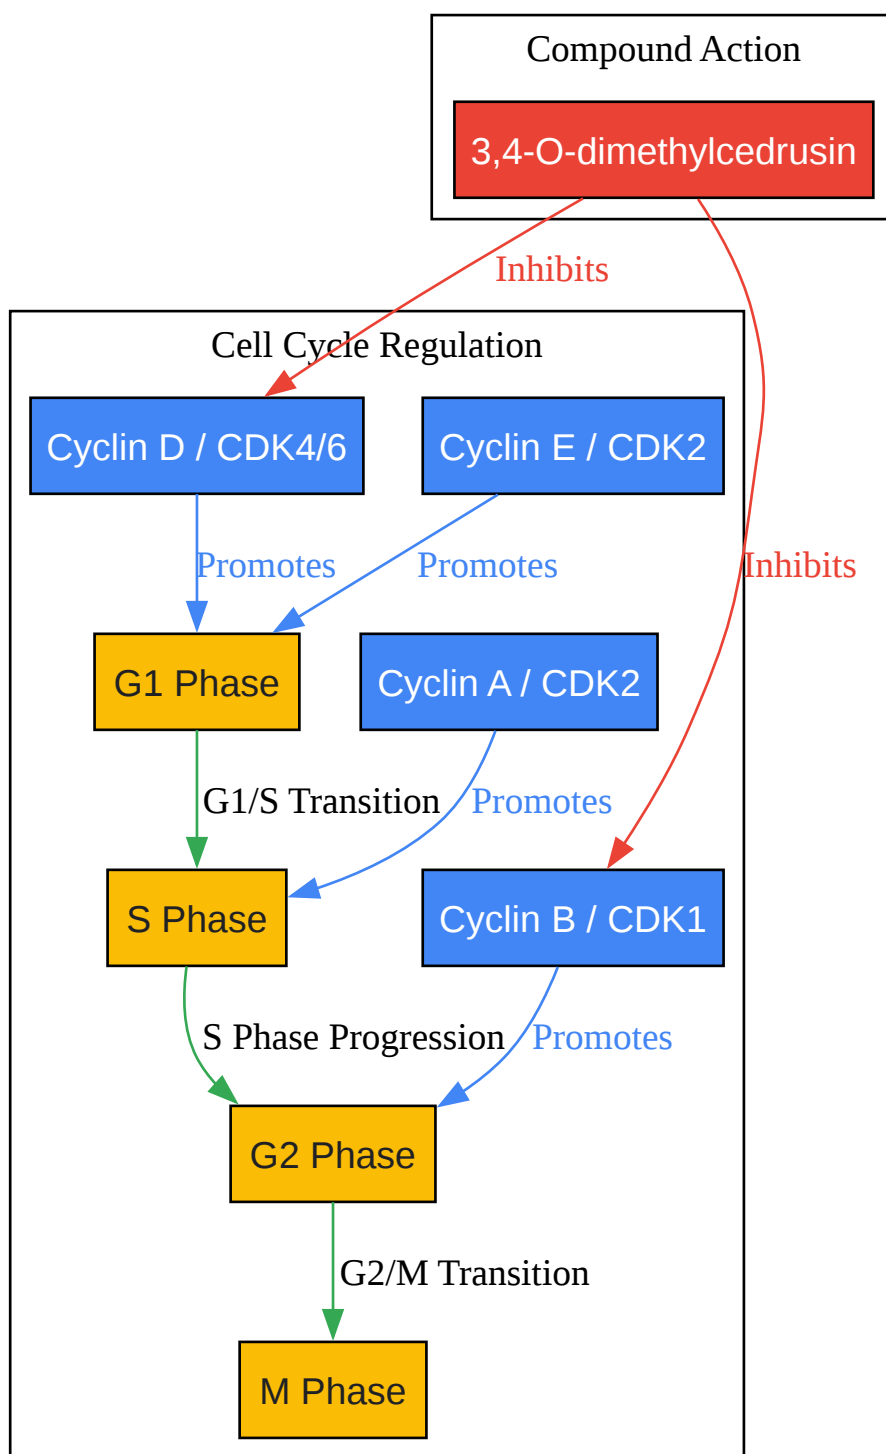 Compound Action
3,4-O-dimethylcedrusin
Inhibits
Cell Cycle Regulation
Cyclin D / CDK4/6
Cyclin E / CDK2
Promotes
Promotes
Inhibits
G1 Phase
Cyclin A / CDK2
G1/S Transition
Promotes
S Phase
Cyclin B / CDK1
S Phase Progression
Promotes
G2 Phase
G2/M Transition
M Phase